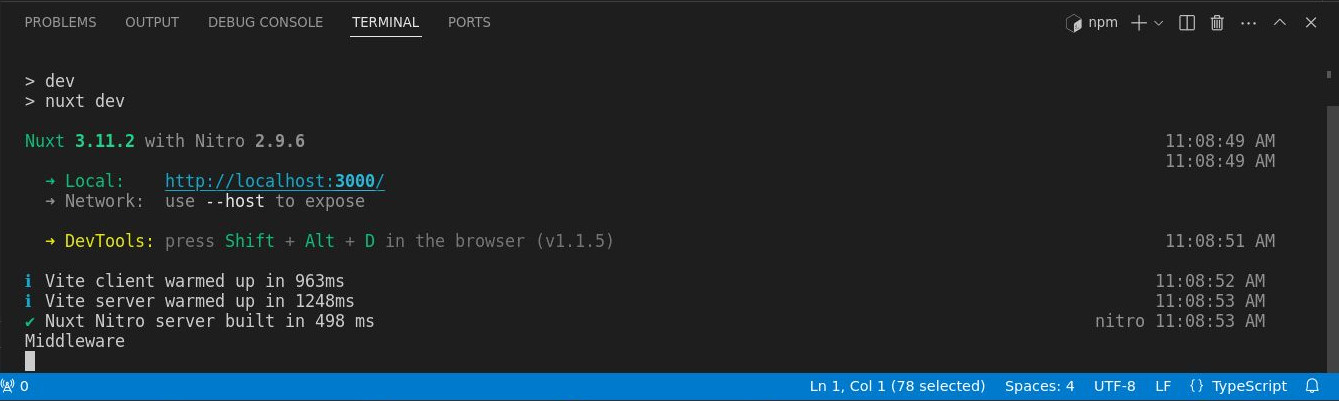 PROBLEMS OUTPUT DEBUG CONSOLE TERMINAL PORTS npm
> dev
> nuxt dev
Nuxt 3.11.2 with Nitro 2.9.6 11:08:49 AM
11:08:49 AM
➜ Local: http://localhost:3000/
➜ Network: use --host to expose
➜ DevTools: press Shift + Alt + D in the browser (v1.1.5) 11:08:51 AM
ℹ Vite client warmed up in 963ms 11:08:52 AM
ℹ Vite server warmed up in 1248ms 11:08:53 AM
✔ Nuxt Nitro server built in 498 ms nitro 11:08:53 AM
Middleware
0 Ln 1, Col 1 (78 selected) Spaces: 4 UTF-8 LF {} TypeScript